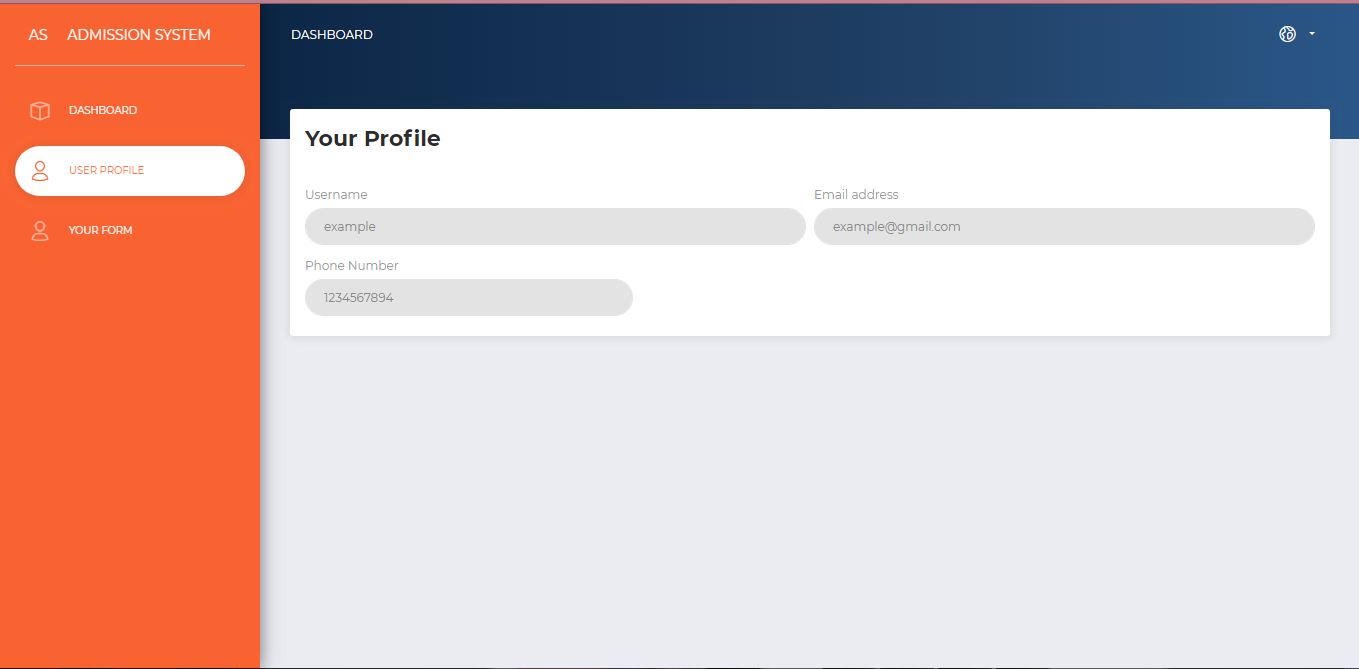 AS ADMISSION SYSTEM
DASHBOARD
USER PROFILE
YOUR FORM
DASHBOARD
Your Profile
Username
example
Email address
example@gmail.com
Phone Number
1234567894